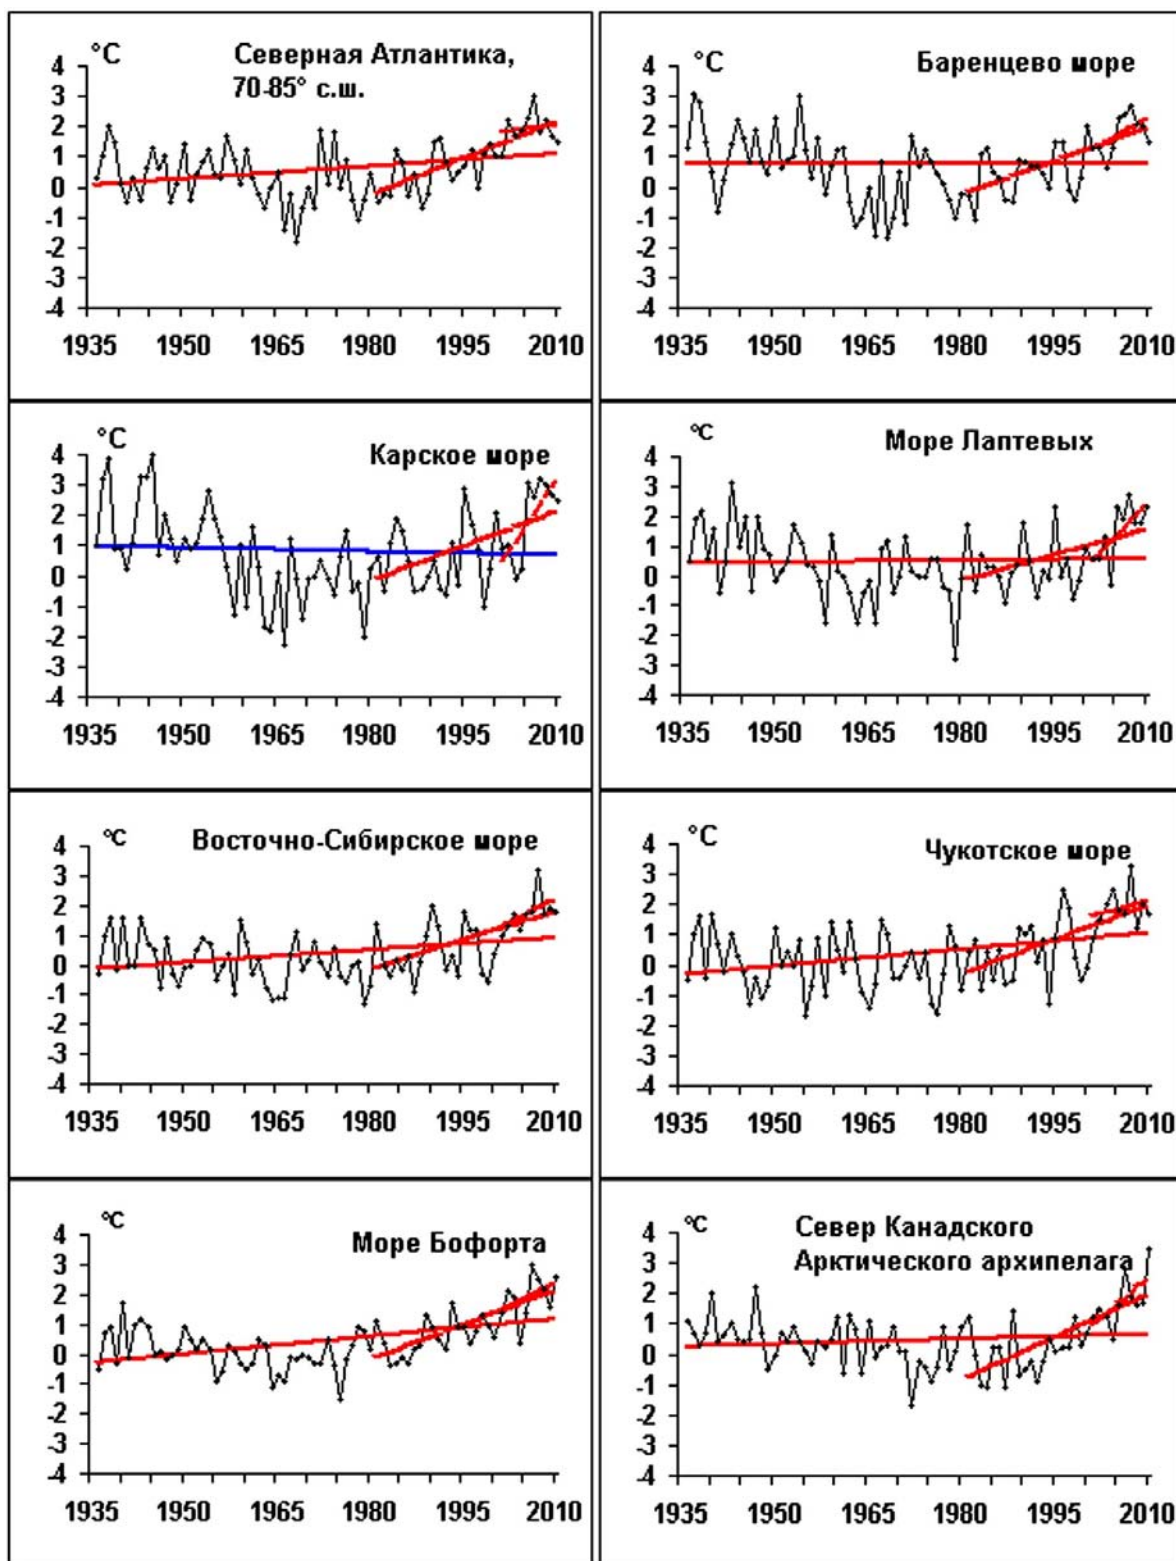 °C
Северная Атлантика,
70-85° с.ш.
4
3
2
1
0
-1
-2
-3
-4
1935 1950 1965 1980 1995 2010
°C
Баренцево море
4
3
2
1
0
-1
-2
-3
-4
1935 1950 1965 1980 1995 2010
°C
Карское море
4
3
2
1
0
-1
-2
-3
-4
1935 1950 1965 1980 1995 2010
°C
Море Лаптевых
4
3
2
1
0
-1
-2
-3
-4
1935 1950 1965 1980 1995 2010
°C
Восточно-Сибирское море
4
3
2
1
0
-1
-2
-3
-4
1935 1950 1965 1980 1995 2010
°C
Чукотское море
4
3
2
1
0
-1
-2
-3
-4
1935 1950 1965 1980 1995 2010
°C
Море Бофорта
4
3
2
1
0
-1
-2
-3
-4
1935 1950 1965 1980 1995 2010
°C
Север Канадского
Арктического архипелага
4
3
2
1
0
-1
-2
-3
-4
1935 1950 1965 1980 1995 2010